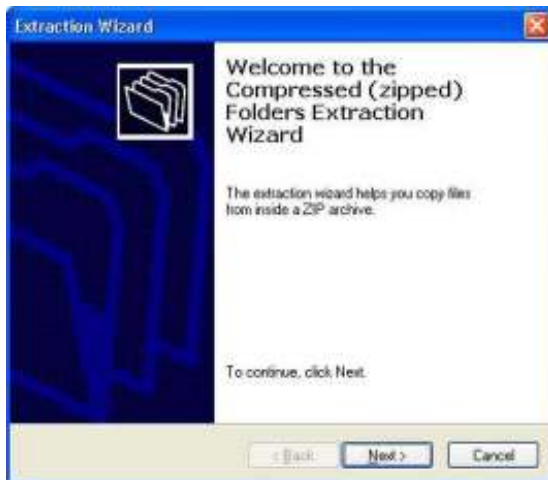 Extraction Wizard
Welcome to the
Compressed (zipped)
Folders Extraction
Wizard
The extraction wizard helps you copy files
from inside a ZIP archive.
To continue, click Next.
< Back Next > Cancel